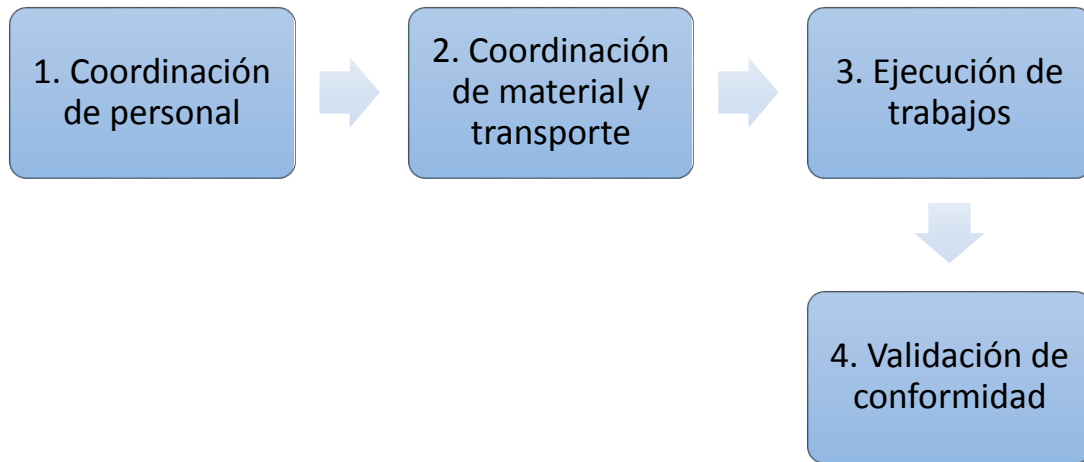 1. Coordinación
de personal
2. Coordinación
de material y
transporte
3. Ejecución de
trabajos
4. Validación de
conformidad